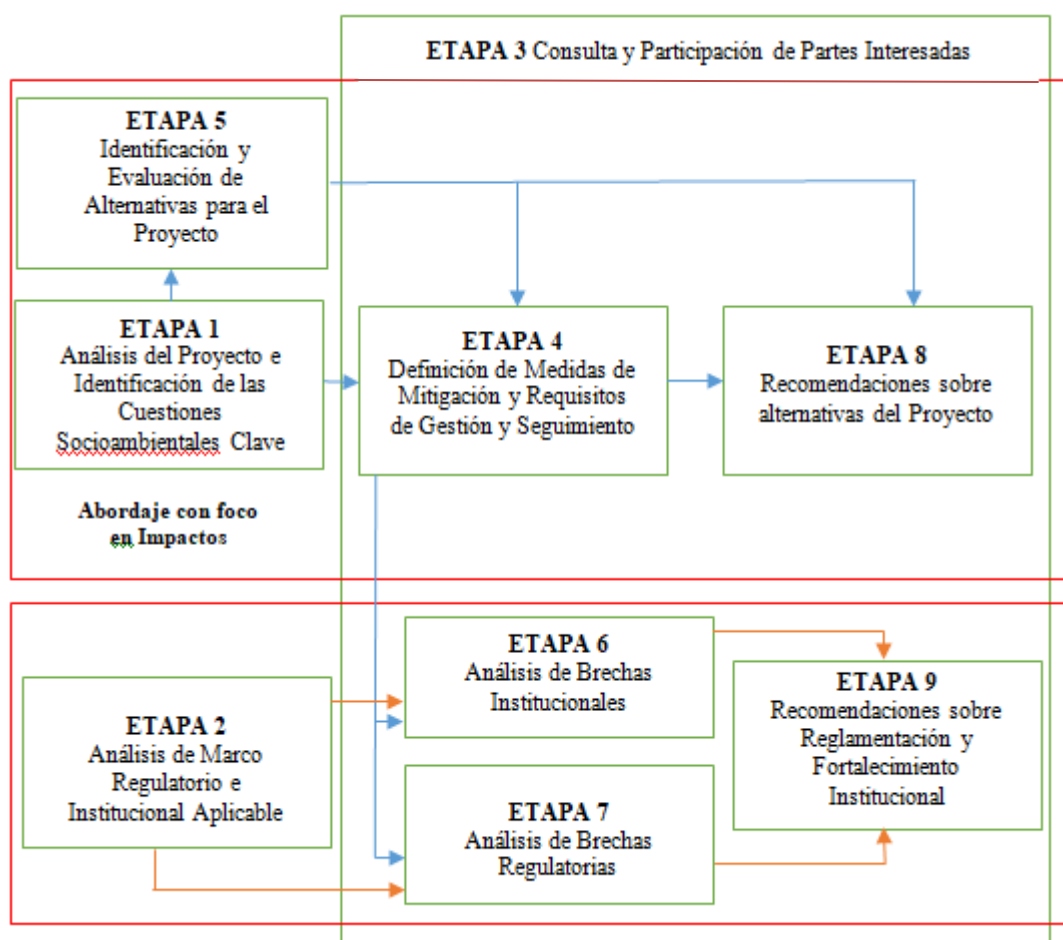 ETAPA 3 Consulta y Participación de Partes Interesadas
ETAPA 5
Identificación y
Evaluación de
Alternativas para el
Proyecto
ETAPA 1
Análisis del Proyecto e
Identificación de las
Cuestiones
Socioambientales Clave
ETAPA 4
Definición de Medidas de
Mitigación y Requisitos
de Gestión y Seguimiento
ETAPA 8
Recomendaciones sobre
alternativas del Proyecto
Abordaje con foco
en Impactos
ETAPA 2
Análisis de Marco
Regulatorio e
Institucional Aplicable
ETAPA 6
Análisis de Brechas
Institucionales
ETAPA 7
Análisis de Brechas
Regulatorias
ETAPA 9
Recomendaciones sobre
Reglamentación y
Fortalecimiento
Institucional